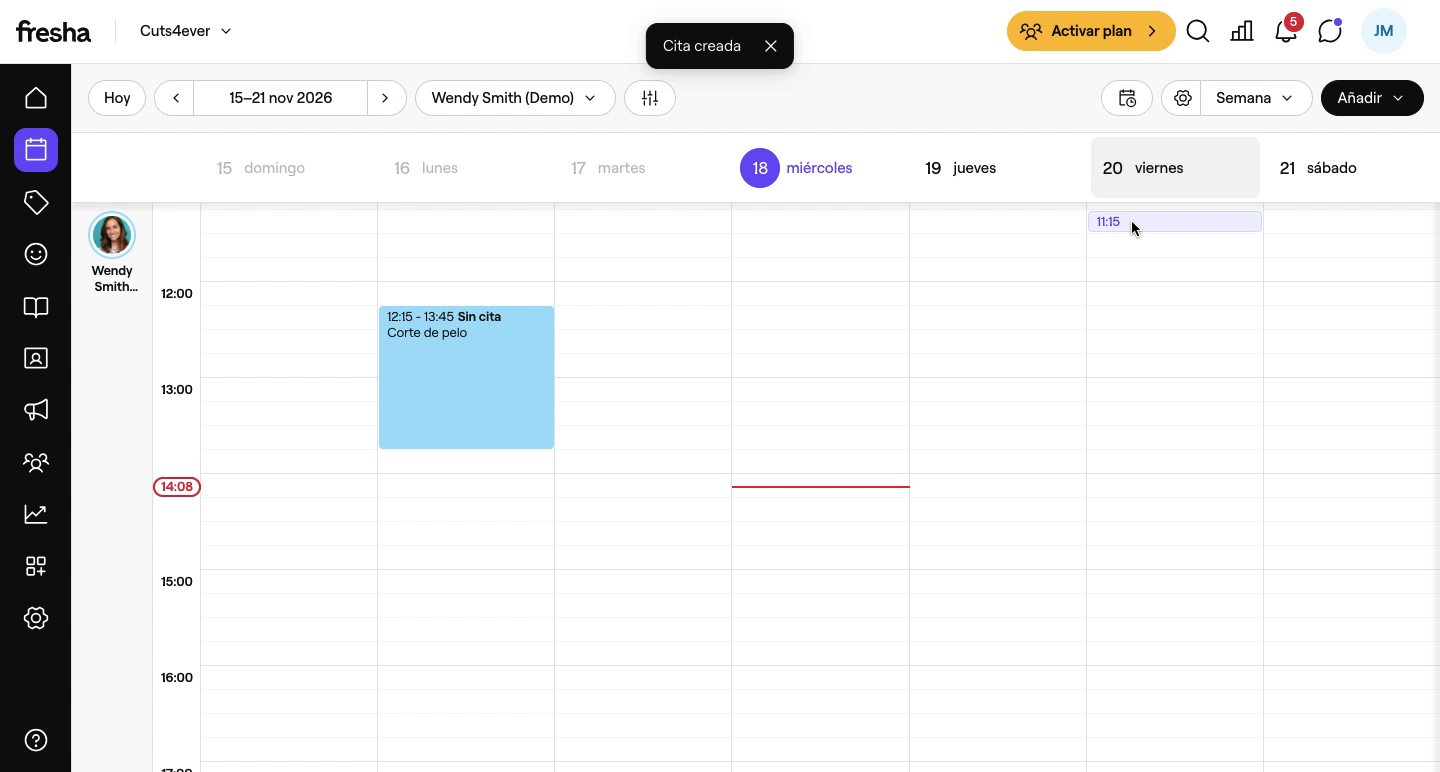 fresha
Cuts4ever
Cita creada
Activar plan
5
JM
Hoy
15–21 nov 2026
Wendy Smith (Demo)
Semana
Añadir
15 domingo
16 lunes
17 martes
18 miércoles
19 jueves
20 viernes
21 sábado
Wendy
Smith...
11:15
12:00
12:15 - 13:45 Sin cita
Corte de pelo
13:00
14:08
15:00
16:00
17:00